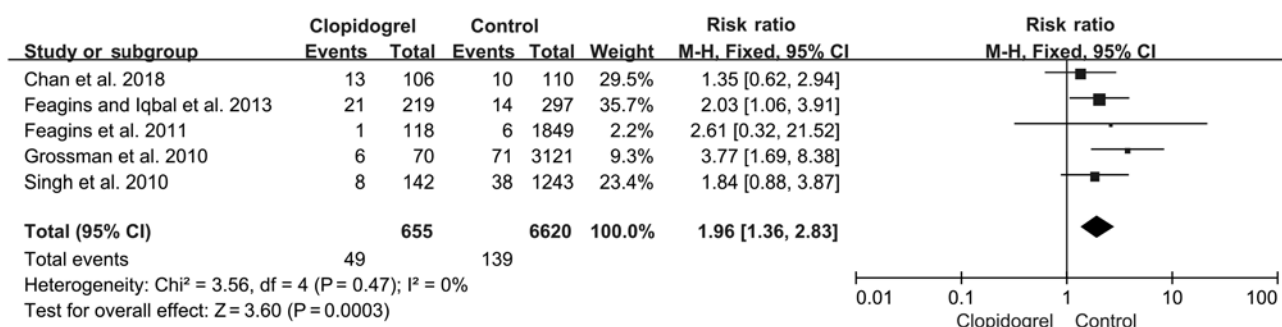 Clopidogrel Control Risk ratio Risk ratio
Study or subgroup Events Total Events Total Weight M-H, Fixed, 95% CI M-H, Fixed, 95% CI
Chan et al. 2018 13 106 10 110 29.5% 1.35 [0.62, 2.94]
Feagins and Iqbal et al. 2013 21 219 14 297 35.7% 2.03 [1.06, 3.91]
Feagins et al. 2011 1 118 6 1849 2.2% 2.61 [0.32, 21.52]
Grossman et al. 2010 6 70 71 3121 9.3% 3.77 [1.69, 8.38]
Singh et al. 2010 8 142 38 1243 23.4% 1.84 [0.88, 3.87]
Total (95% CI) 655 6620 100.0% 1.96 [1.36, 2.83]
Total events 49 139
Heterogeneity: Chi² = 3.56, df = 4 (P = 0.47); I² = 0%
Test for overall effect: Z = 3.60 (P = 0.0003)
0.01 0.1 1 10 100
Clopidogrel Control